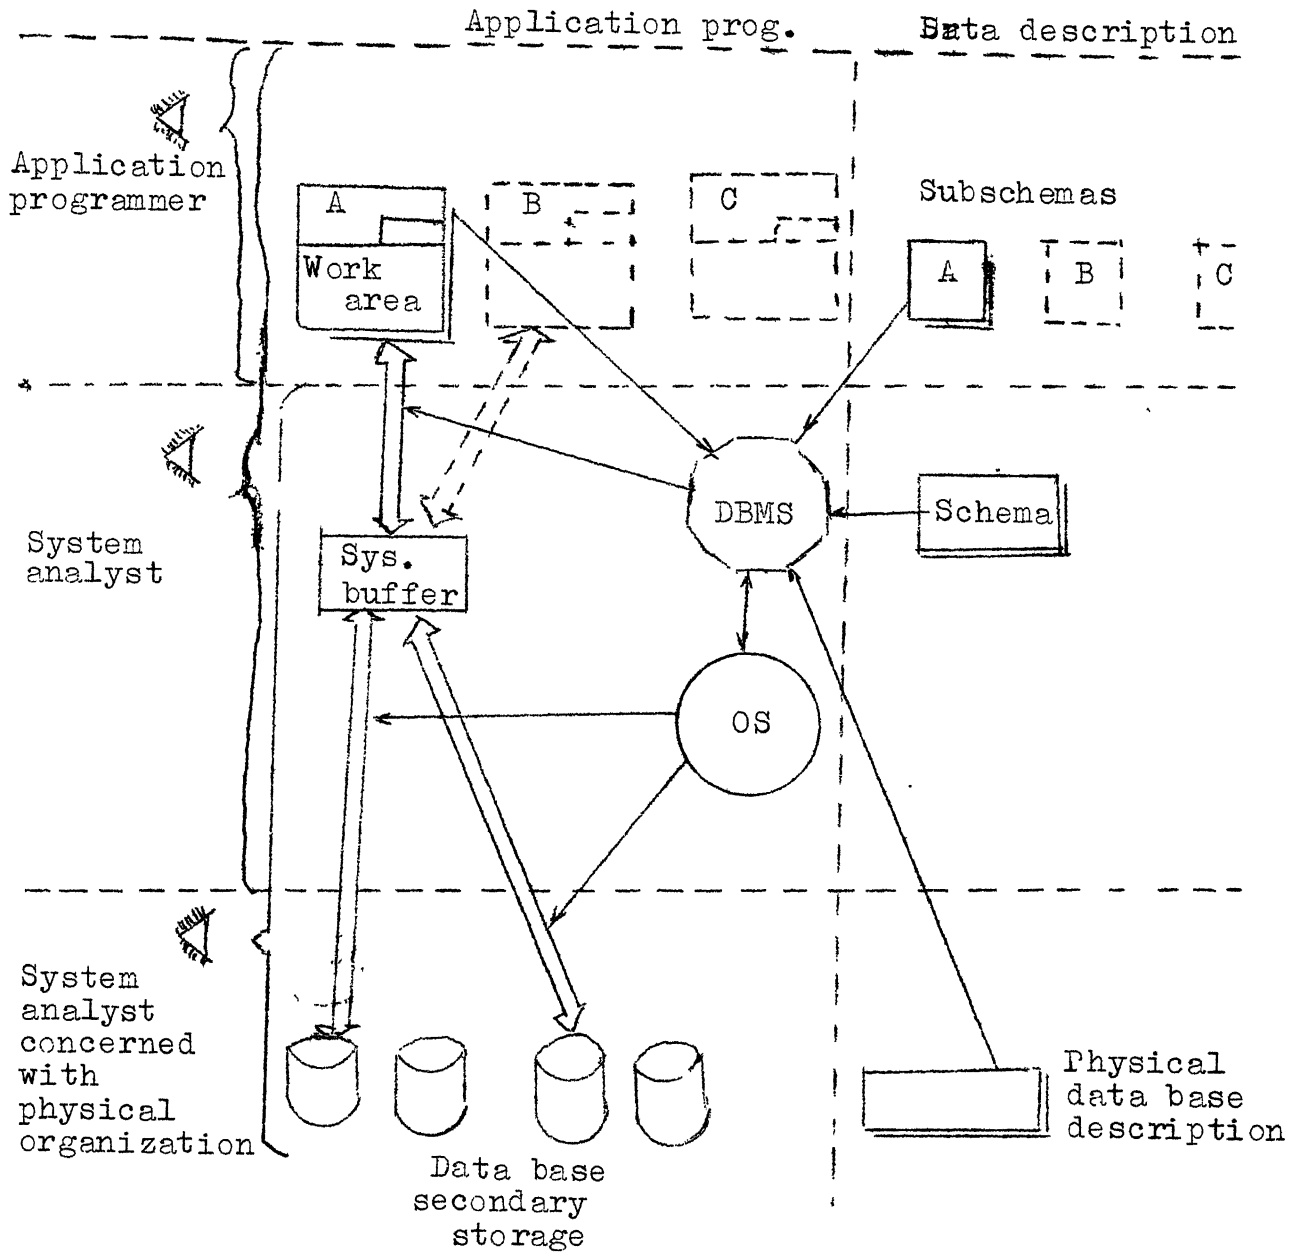 Application prog.
Data description
Application
programmer
A
B
C
Subschemas
Work
area
A
B
C
System
analyst
DBMS
Schema
Sys.
buffer
OS
System
analyst
concerned
with
physical
organization
Physical
data base
description
Data base
secondary
storage